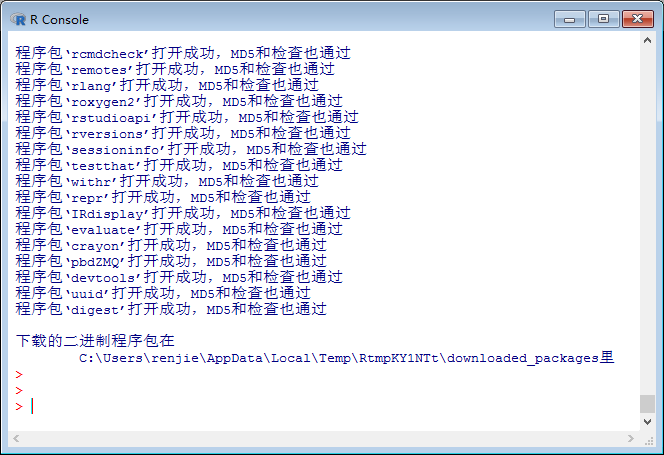 R Console
程序包‘rcmdcheck’打开成功，MD5和检查也通过
程序包‘remotes’打开成功，MD5和检查也通过
程序包‘rlang’打开成功，MD5和检查也通过
程序包‘roxygen2’打开成功，MD5和检查也通过
程序包‘rstudioapi’打开成功，MD5和检查也通过
程序包‘rversions’打开成功，MD5和检查也通过
程序包‘sessioninfo’打开成功，MD5和检查也通过
程序包‘testthat’打开成功，MD5和检查也通过
程序包‘withr’打开成功，MD5和检查也通过
程序包‘repr’打开成功，MD5和检查也通过
程序包‘IRdisplay’打开成功，MD5和检查也通过
程序包‘evaluate’打开成功，MD5和检查也通过
程序包‘crayon’打开成功，MD5和检查也通过
程序包‘pbdZMQ’打开成功，MD5和检查也通过
程序包‘devtools’打开成功，MD5和检查也通过
程序包‘uuid’打开成功，MD5和检查也通过
程序包‘digest’打开成功，MD5和检查也通过
下载的二进制程序包在
C:\Users\renjie\AppData\Local\Temp\RtmpKY1NTt\downloaded_packages里
>
>
>